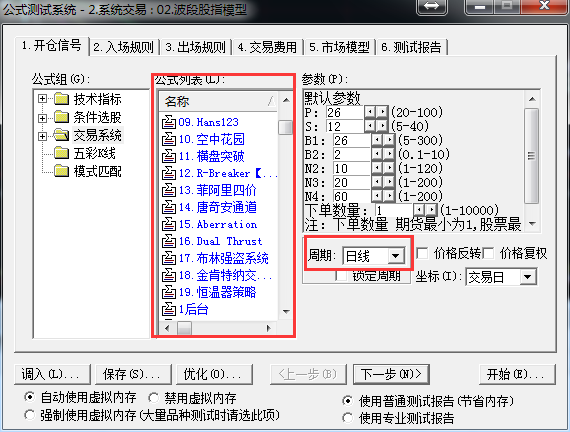 公式测试系统 - 2.系统交易：02.波段股指模型
1.开仓信号 2.入场规则 3.出场规则 4.交易费用 5.市场模型 6.测试报告
公式组(G):
技术指标
条件选股
交易系统
五彩K线
模式匹配
公式列表(L):
名称 /
09.Hans123
10.空中花园
11.横盘突破
12.R-Breaker【...
13.菲阿里四价
14.唐奇安通道
15.Aberration
16.Dual Thrust
17.布林强盗系统
18.金肯特纳交...
19.恒温器策略
1后台
参数(P):
默认参数
P: 26 (20-100)
S: 12 (5-40)
B1: 26 (5-300)
B2: 2 (0.1-10)
N2: 10 (1-120)
N3: 20 (1-200)
N4: 60 (1-200)
下单数量: 1 (1-10000)
注: 下单数量 期货最小为1,股票最
周期: 日线 价格反转 价格复权
锁定周期 坐标(I): 交易日
调入(L)... 保存(S)... 优化(O)... <上一步(B) 下一步(N)> 开始(E)...
自动使用虚拟内存 禁用虚拟内存
强制使用虚拟内存(大量品种测试时请选此项)
使用普通测试报告(节省内存)
使用专业测试报告